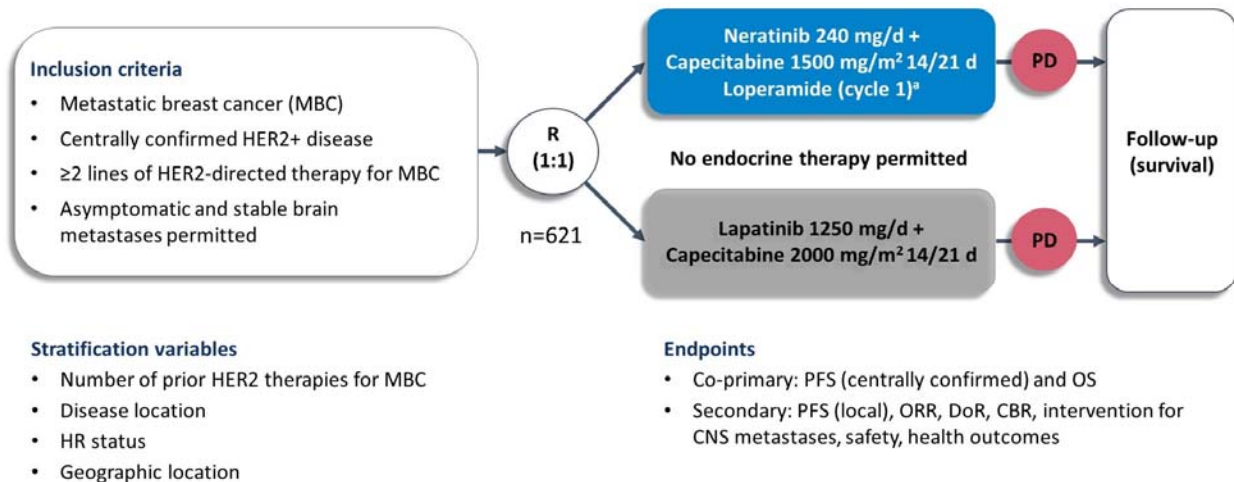 Inclusion criteria
• Metastatic breast cancer (MBC)
• Centrally confirmed HER2+ disease
• ≥2 lines of HER2-directed therapy for MBC
• Asymptomatic and stable brain
metastases permitted
R
(1:1)
n=621
Neratinib 240 mg/d +
Capecitabine 1500 mg/m² 14/21 d
Loperamide (cycle 1)ᵃ
PD
No endocrine therapy permitted
Lapatinib 1250 mg/d +
Capecitabine 2000 mg/m² 14/21 d
PD
Follow-up
(survival)
Stratification variables
• Number of prior HER2 therapies for MBC
• Disease location
• HR status
• Geographic location
Endpoints
• Co-primary: PFS (centrally confirmed) and OS
• Secondary: PFS (local), ORR, DoR, CBR, intervention for
CNS metastases, safety, health outcomes